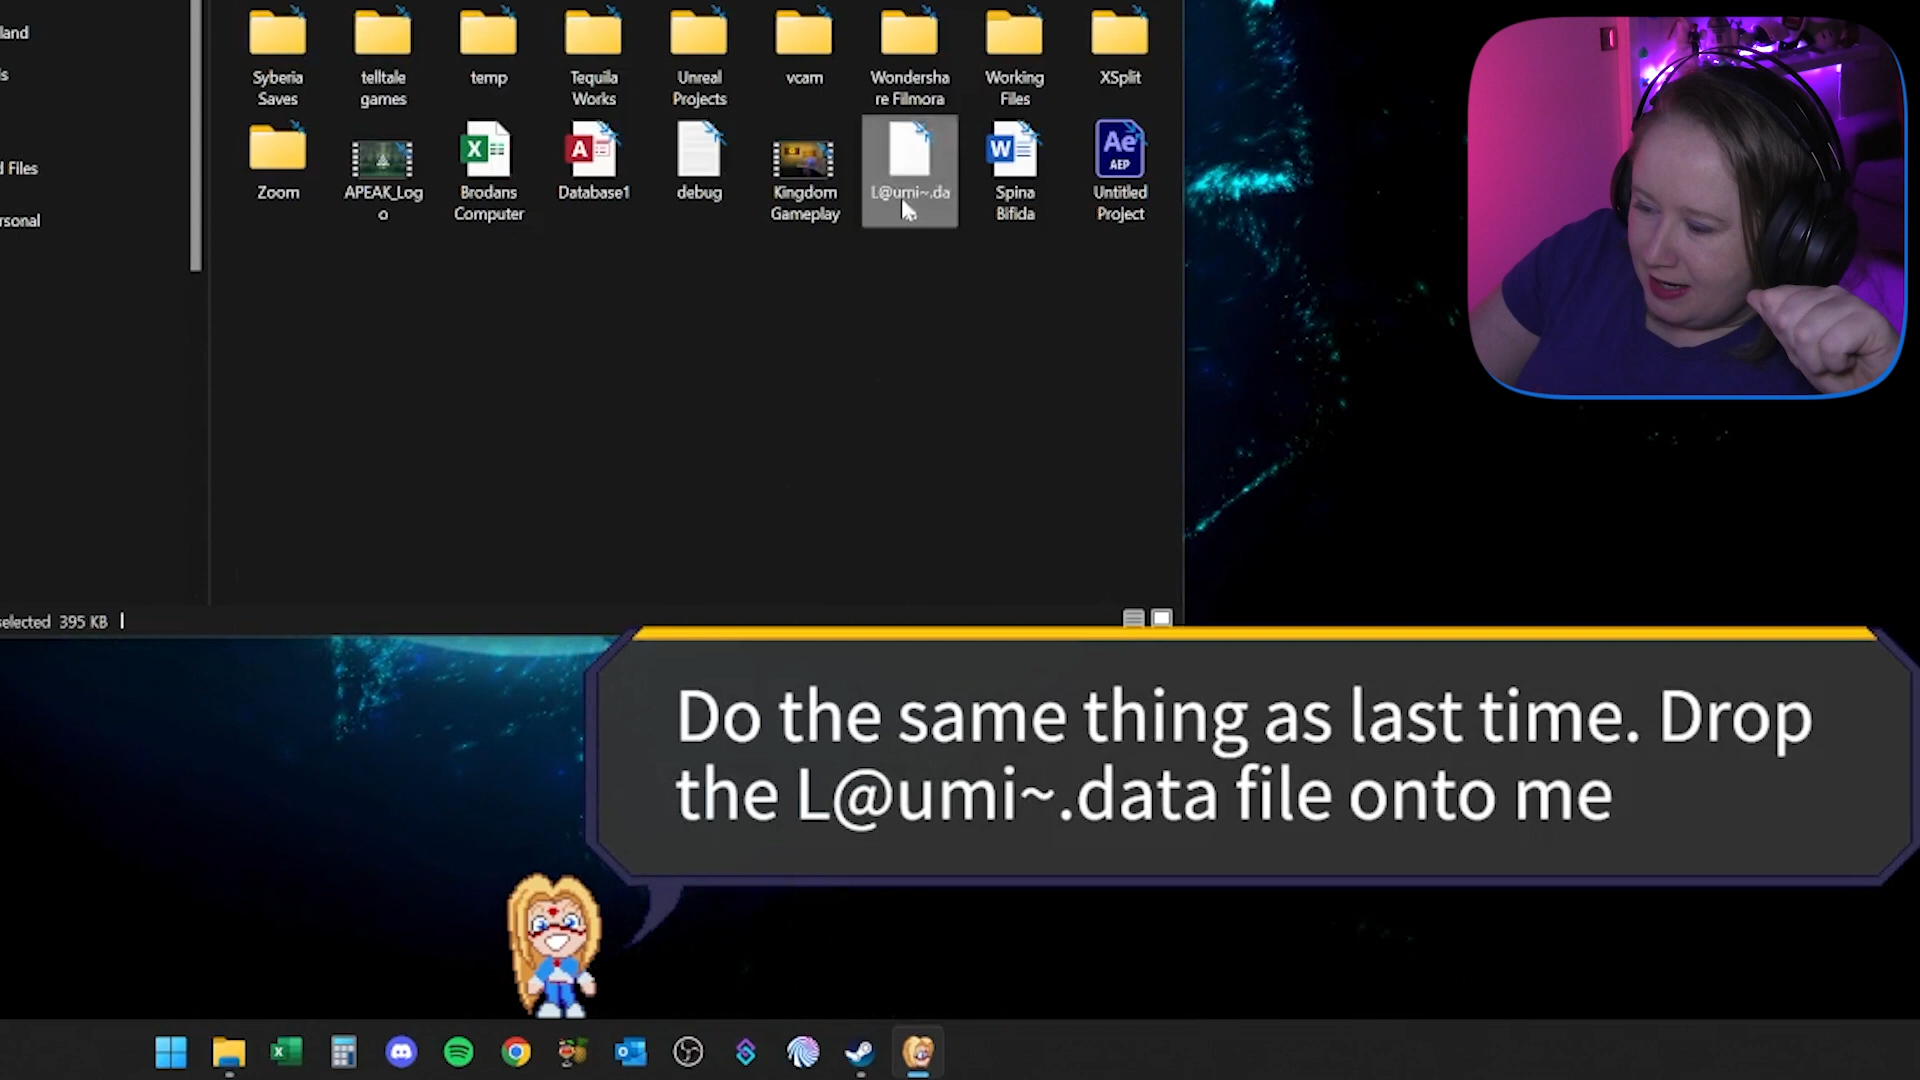 land
s
d Files
rsonal
Syberia
Saves
telltale
games
temp
Tequila
Works
Unreal
Projects
vcam
Wondersha
re Filmora
Working
Files
XSplit
Zoom
APEAK_Log
o
Brodans
Computer
Database1
debug
Kingdom
Gameplay
L@umi~.da
Spina
Bifida
Untitled
Project
X
A
W
Ae
AEP
selected 395 KB
Do the same thing as last time. Drop
the L@umi~.data file onto me